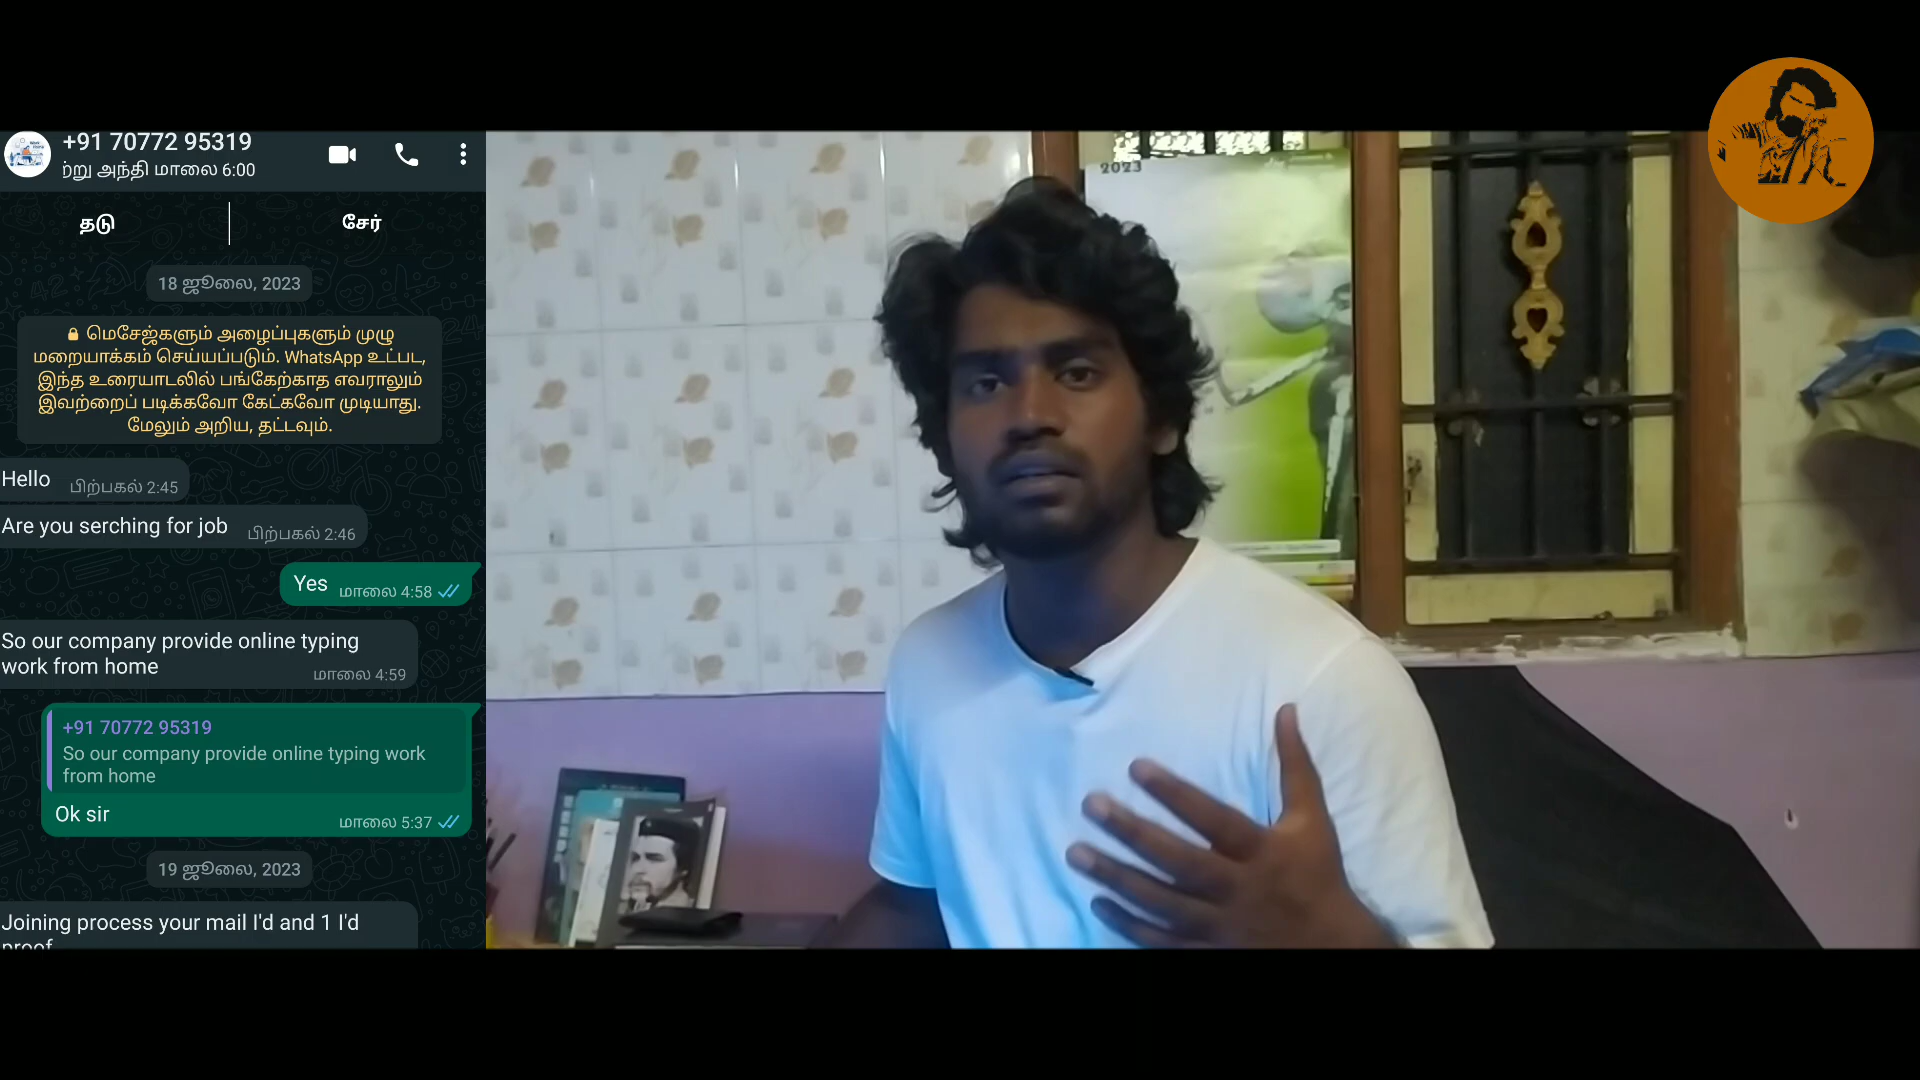 +91 70772 95319
ற்று அந்தி மாலை 6:00
தடு
சேர்
18 ஜூலை, 2023
மெசேஜ்களும் அழைப்புகளும் முழு
மறையாக்கம் செய்யப்படும். WhatsApp உட்பட,
இந்த உரையாடலில் பங்கேற்காத எவராலும்
இவற்றைப் படிக்கவோ கேட்கவோ முடியாது.
மேலும் அறிய, தட்டவும்.
Hello பிற்பகல் 2:45
Are you serching for job பிற்பகல் 2:46
Yes மாலை 4:58
So our company provide online typing
work from home மாலை 4:59
+91 70772 95319
So our company provide online typing work
from home
Ok sir மாலை 5:37
19 ஜூலை, 2023
Joining process your mail I'd and 1 I'd
proof
2023